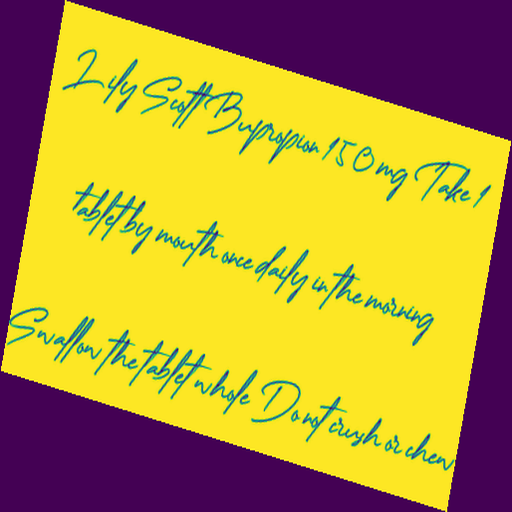 Lily Scott Bupropion 150 mg Take 1
tablet by mouth once daily in the morning
Swallow the tablet whole Do not crush or chew